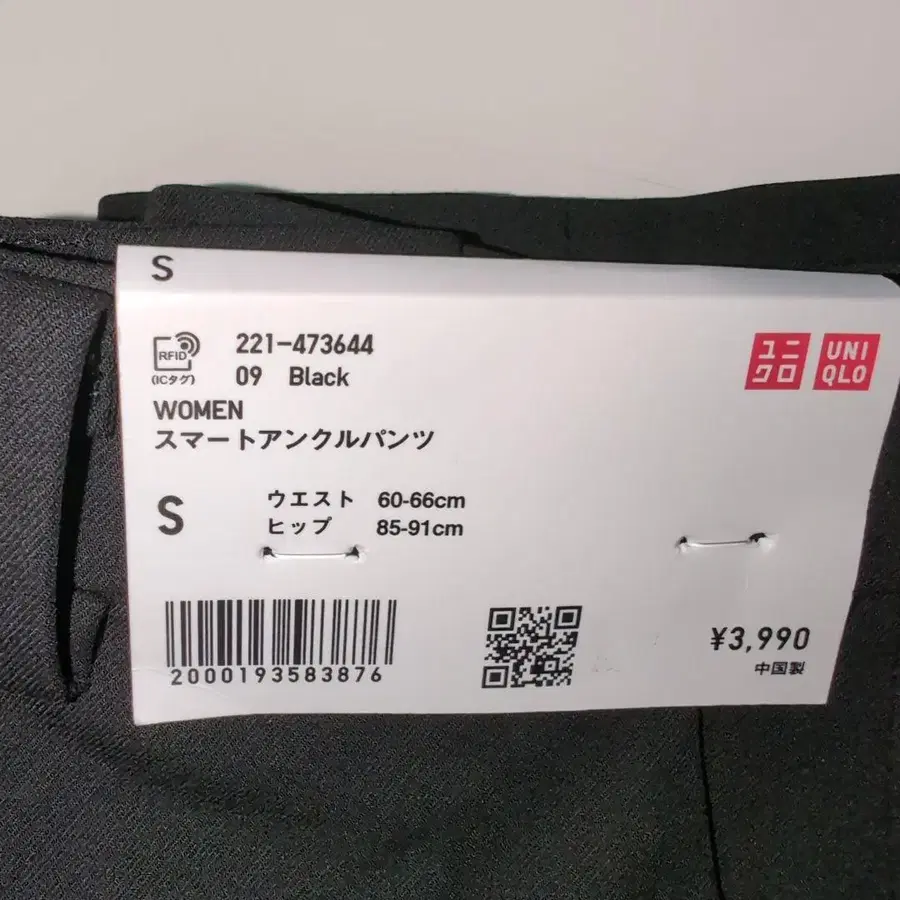 S
RFID
(ICタグ)
221-473644
09 Black
ユニクロ
UNIQLO
WOMEN
スマートアンクルパンツ
S
ウエスト 60-66cm
ヒップ 85-91cm
2000193583876
¥3,990
中国製